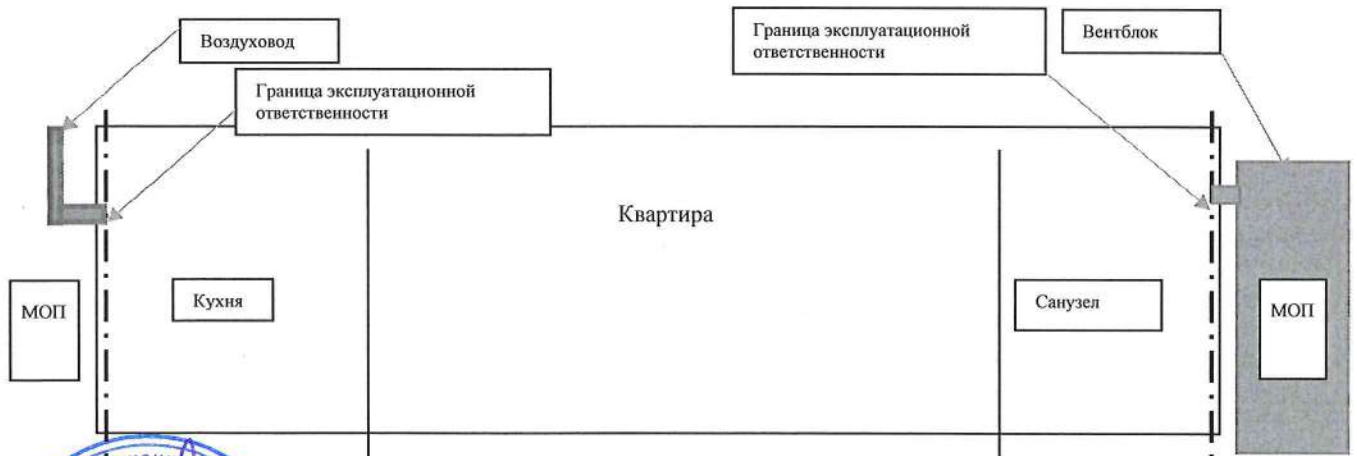 Воздуховод
Граница эксплуатационной
ответственности
Граница эксплуатационной
ответственности
Вентблок
Квартира
МОП
Кухня
Санузел
МОП